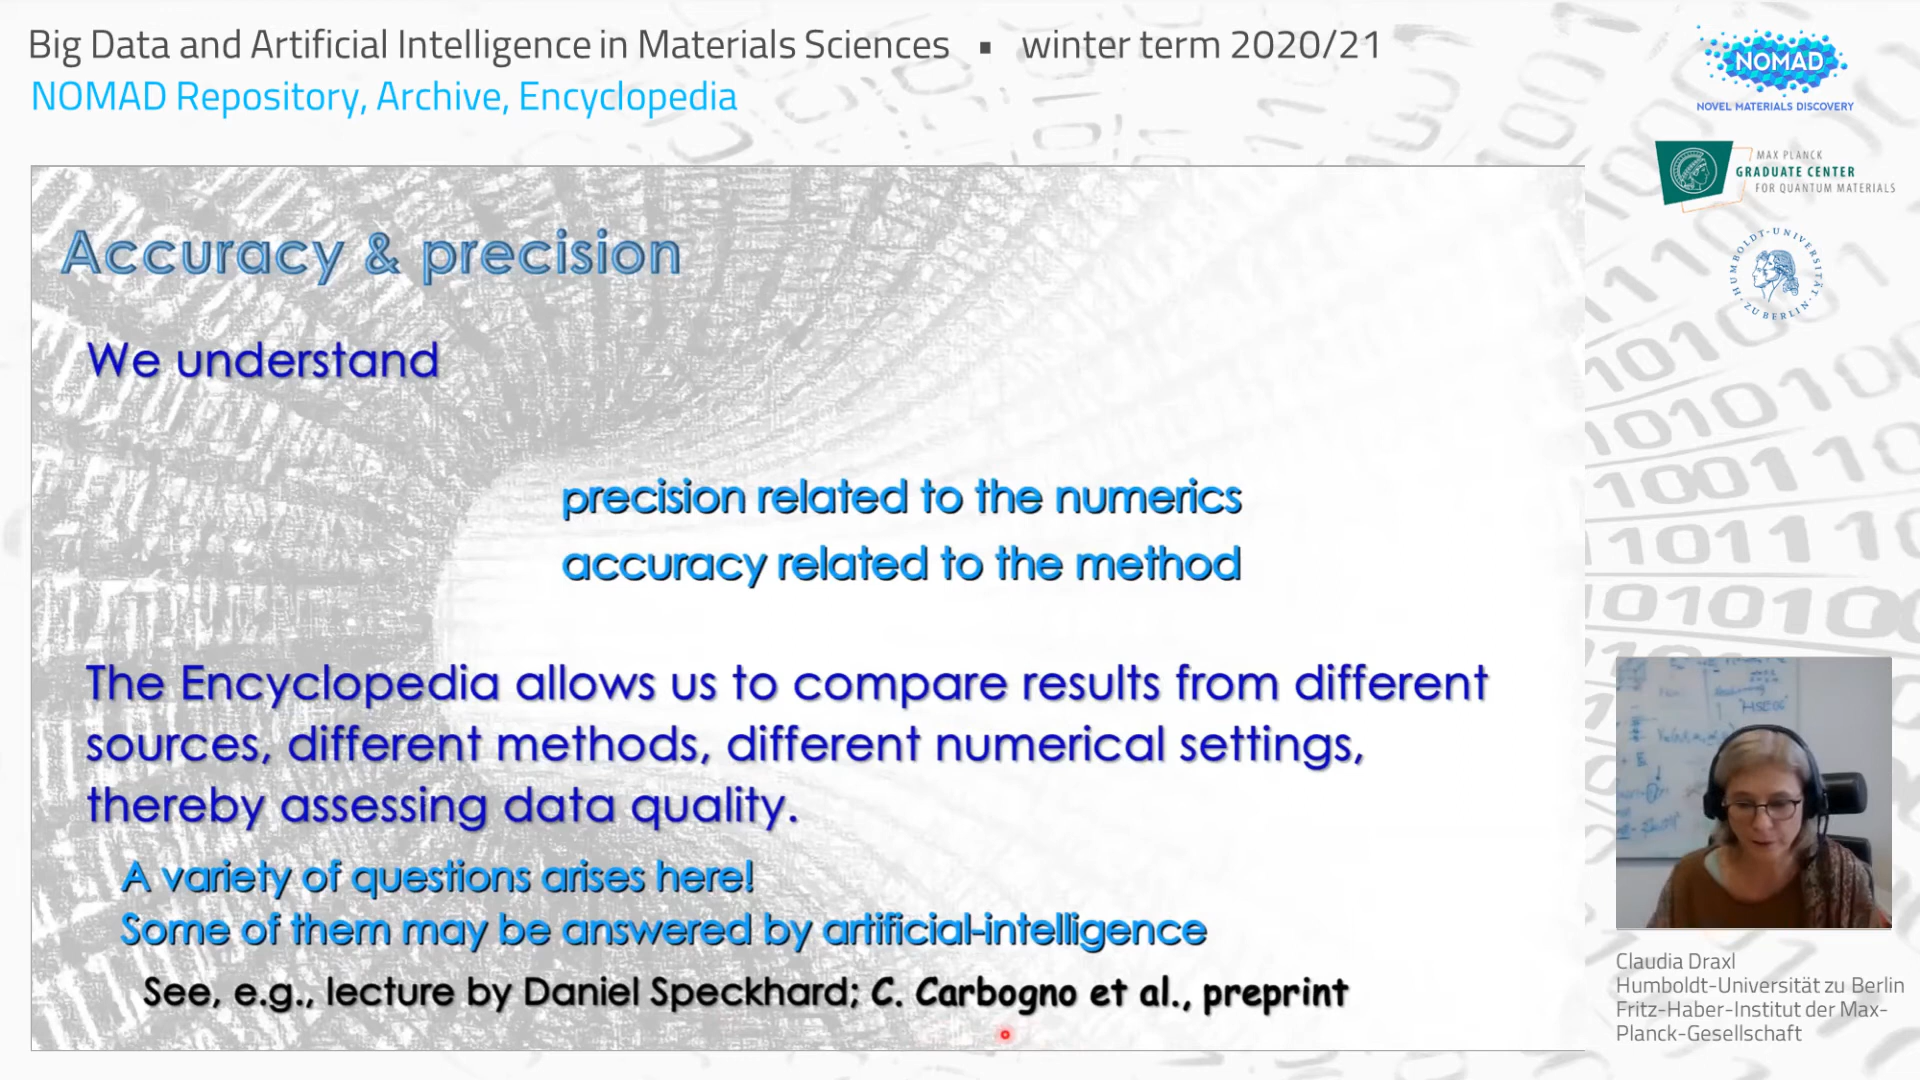 Big Data and Artificial Intelligence in Materials Sciences ▪ winter term 2020/21
NOMAD Repository, Archive, Encyclopedia
NOMAD
NOVEL MATERIALS DISCOVERY
MAX PLANCK
GRADUATE CENTER
FOR QUANTUM MATERIALS
HUMBOLDT-UNIVERSITÄT ZU BERLIN
Accuracy & precision
We understand
precision related to the numerics
accuracy related to the method
The Encyclopedia allows us to compare results from different
sources, different methods, different numerical settings,
thereby assessing data quality.
A variety of questions arises here!
Some of them may be answered by artificial-intelligence
See, e.g., lecture by Daniel Speckhard; C. Carbogno et al., preprint
Claudia Draxl
Humboldt-Universität zu Berlin
Fritz-Haber-Institut der Max-
Planck-Gesellschaft